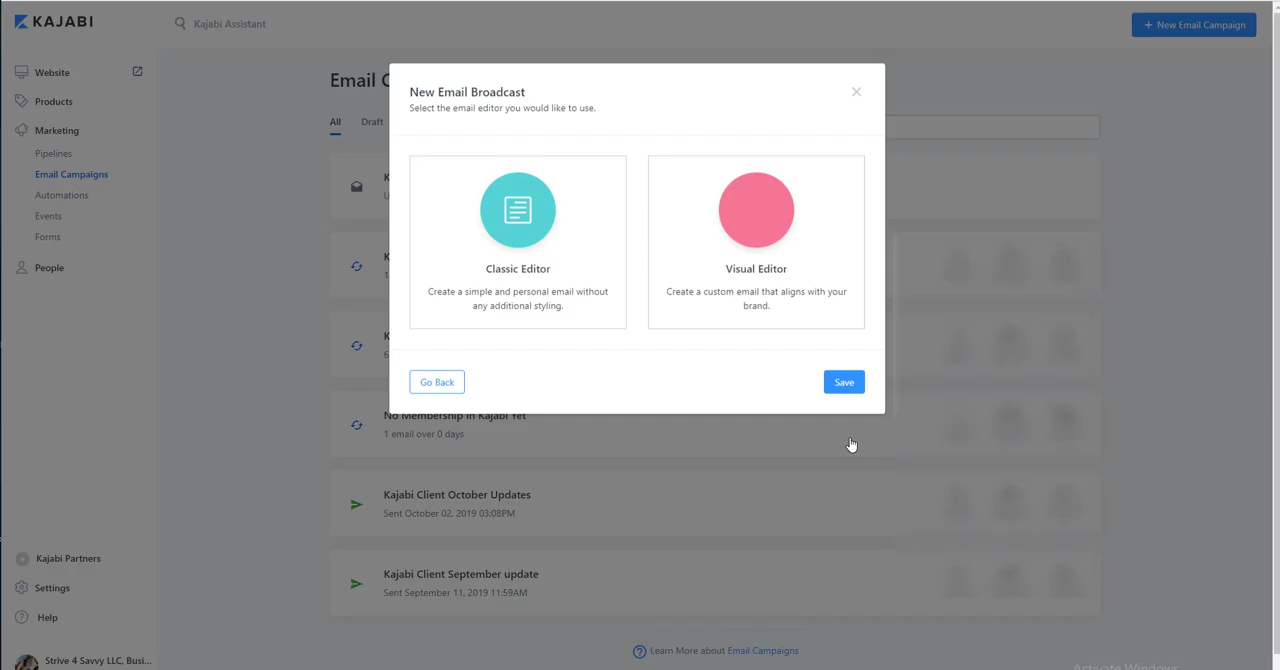 KAJABI
Kajabi Assistant
+ New Email Campaign
Website
Products
Marketing
Pipelines
Email Campaigns
Automations
Events
Forms
People
Kajabi Partners
Settings
Help
Strive 4 Savvy LLC, Busi...
Email C
All Draft
New Email Broadcast
Select the email editor you would like to use.
Classic Editor
Create a simple and personal email without
any additional styling.
Visual Editor
Create a custom email that aligns with your
brand.
Go Back
Save
No Membership in Kajabi Yet
1 email over 0 days
Kajabi Client October Updates
Sent October 02, 2019 03:08PM
Kajabi Client September update
Sent September 11, 2019 11:59AM
Learn More about Email Campaigns
Activate Windows